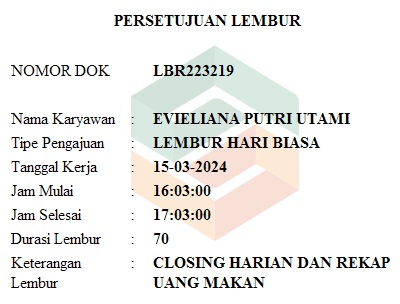 PERSETUJUAN LEMBUR
NOMOR DOK LBR223219
Nama Karyawan : EVIELIANA PUTRI UTAMI
Tipe Pengajuan : LEMBUR HARI BIASA
Tanggal Kerja : 15-03-2024
Jam Mulai : 16:03:00
Jam Selesai : 17:03:00
Durasi Lembur : 70
Keterangan : CLOSING HARIAN DAN REKAP
Lembur UANG MAKAN